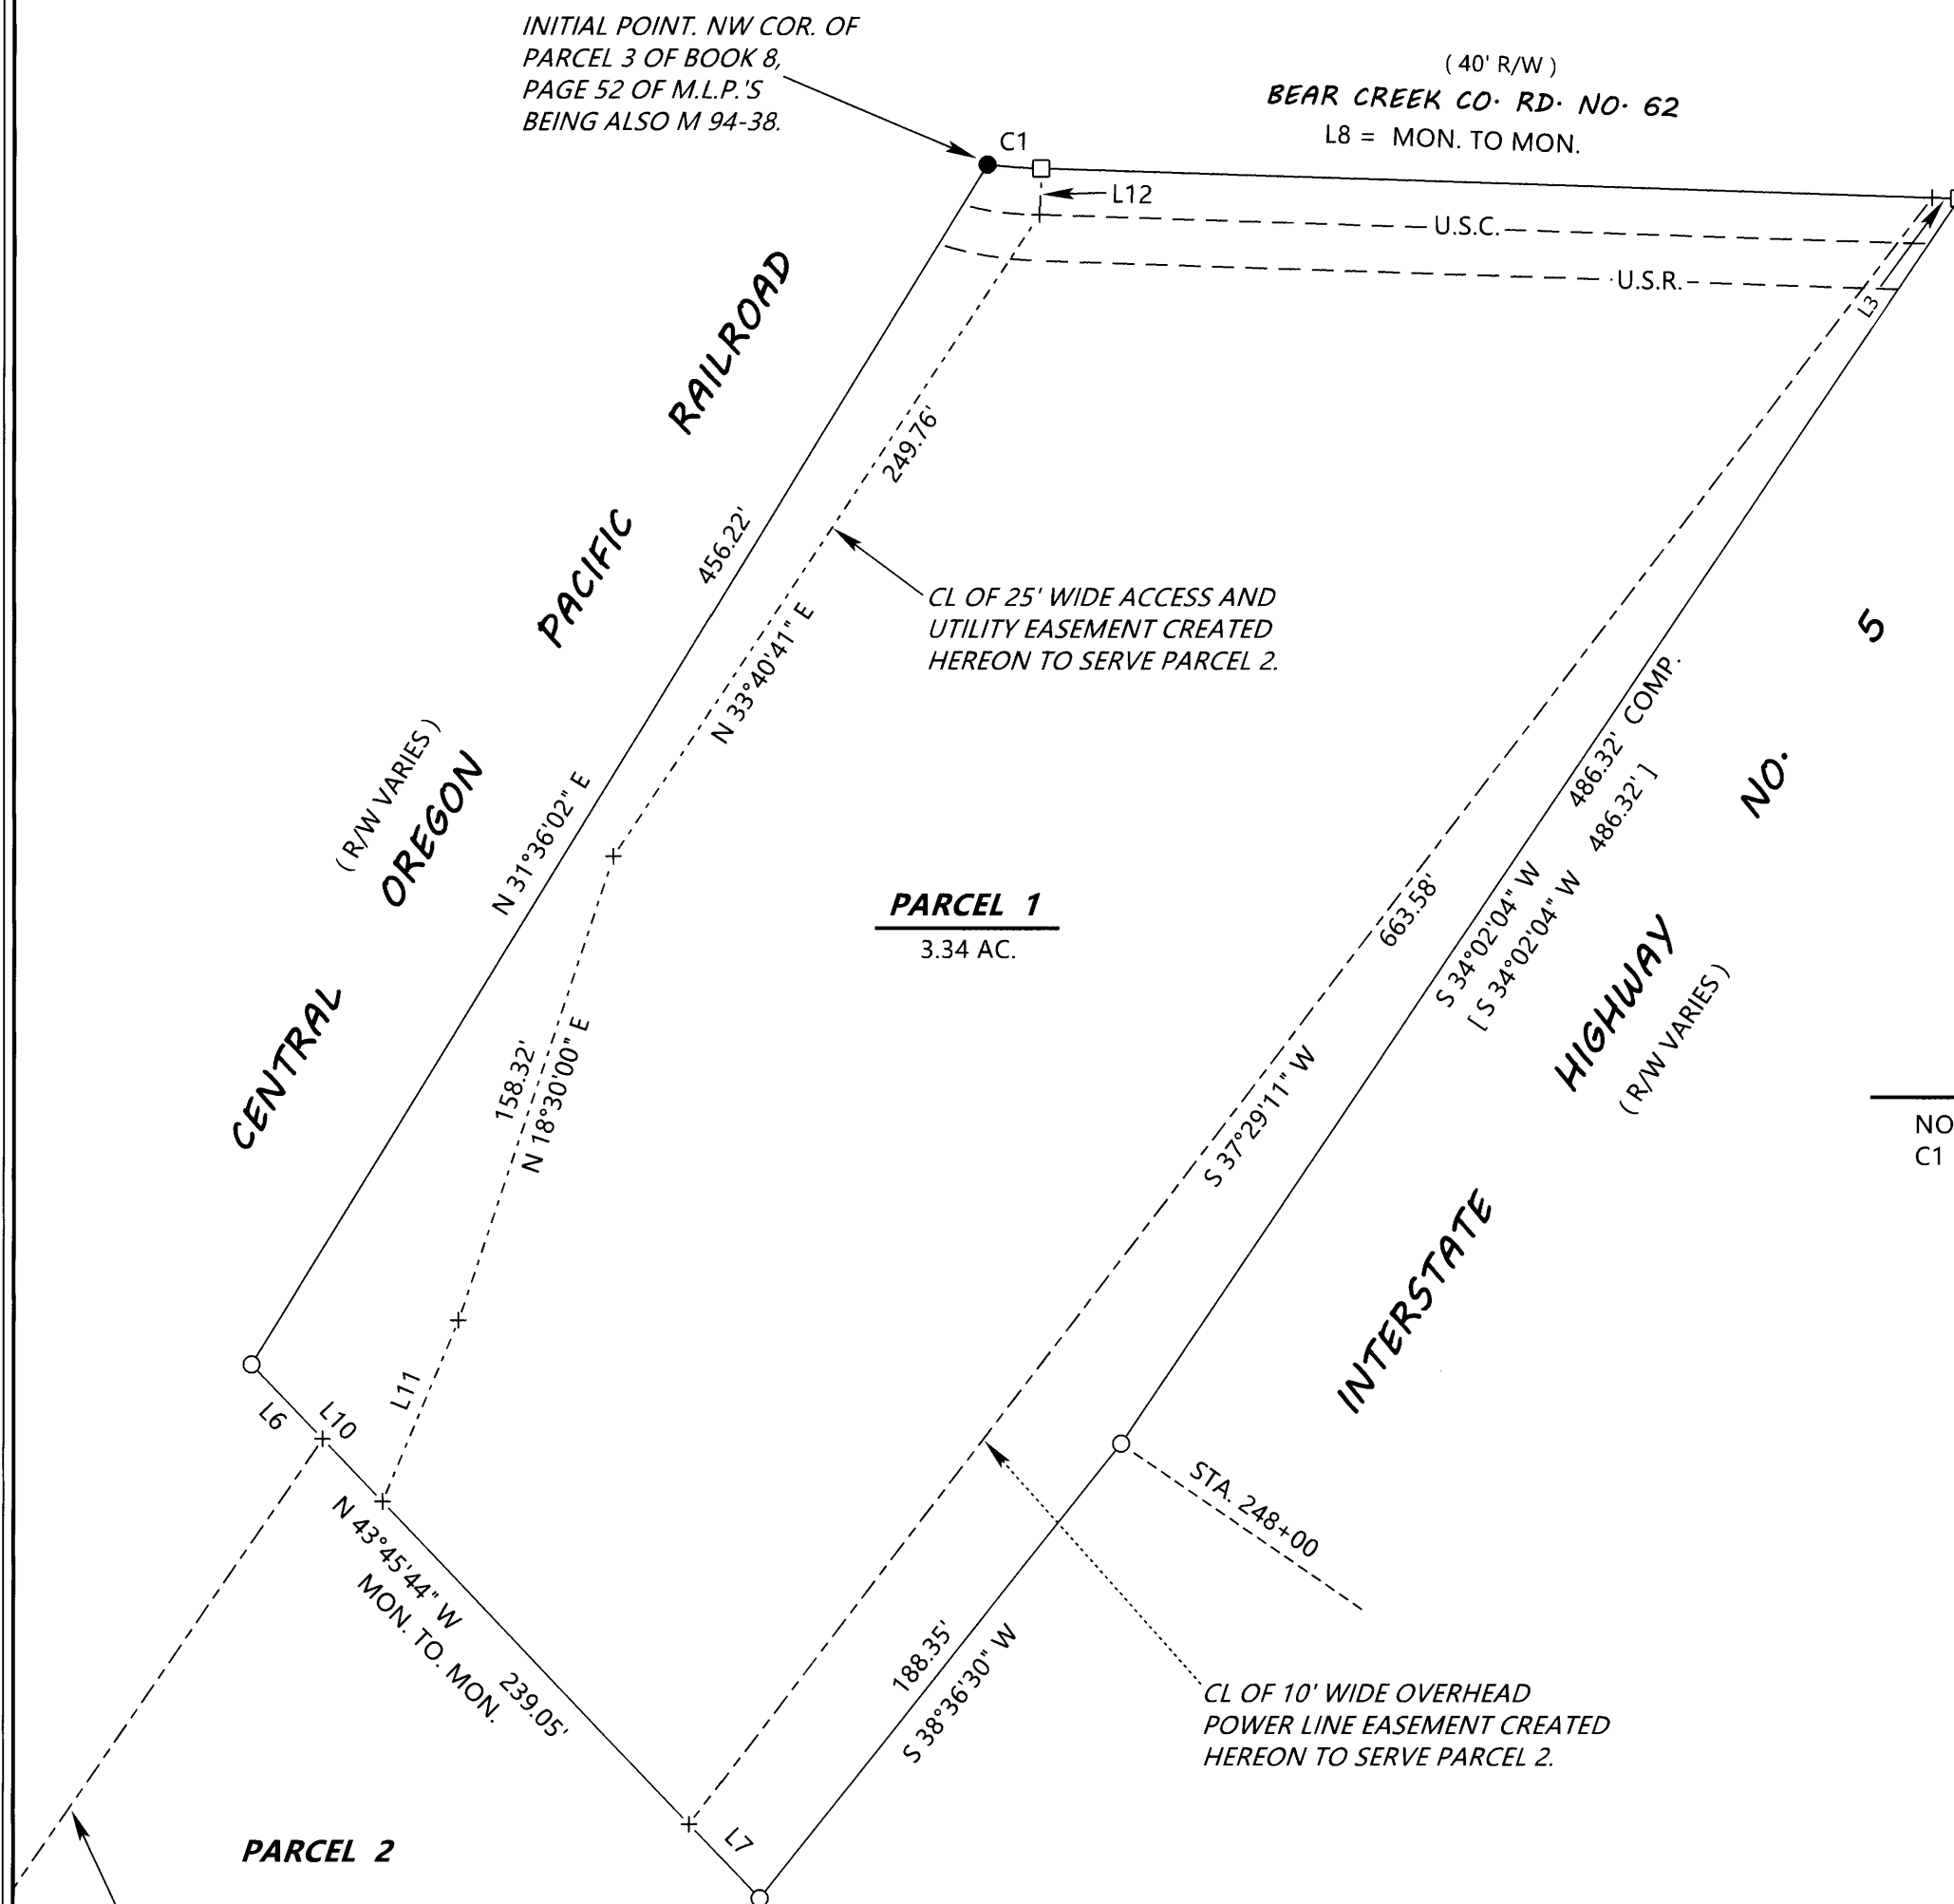 INITIAL POINT. NW COR. OF
PARCEL 3 OF BOOK 8,
PAGE 52 OF M.L.P.'S
BEING ALSO M 94-38.
( 40' R/W )
BEAR CREEK CO. RD. NO. 62
L8 = MON. TO MON.
C1
L12
U.S.C.
U.S.R.
L3
CENTRAL OREGON PACIFIC RAILROAD
( R/W VARIES )
456.22'
N 31°36'02" E
249.76'
N 33°40'41" E
CL OF 25' WIDE ACCESS AND
UTILITY EASEMENT CREATED
HEREON TO SERVE PARCEL 2.
486.32' COMP.
S 34°02'04" W
[ S 34°02'04" W 486.32' ]
663.58'
S 37°29'11" W
INTERSTATE HIGHWAY NO. 5
( R/W VARIES )
PARCEL 1
3.34 AC.
158.32'
N 18°30'00" E
NO
C1
L11
L6
L10
N 43°45'44" W
MON. TO. MON.
239.05'
STA. 248+00
188.35'
S 38°36'30" W
CL OF 10' WIDE OVERHEAD
POWER LINE EASEMENT CREATED
HEREON TO SERVE PARCEL 2.
L7
PARCEL 2